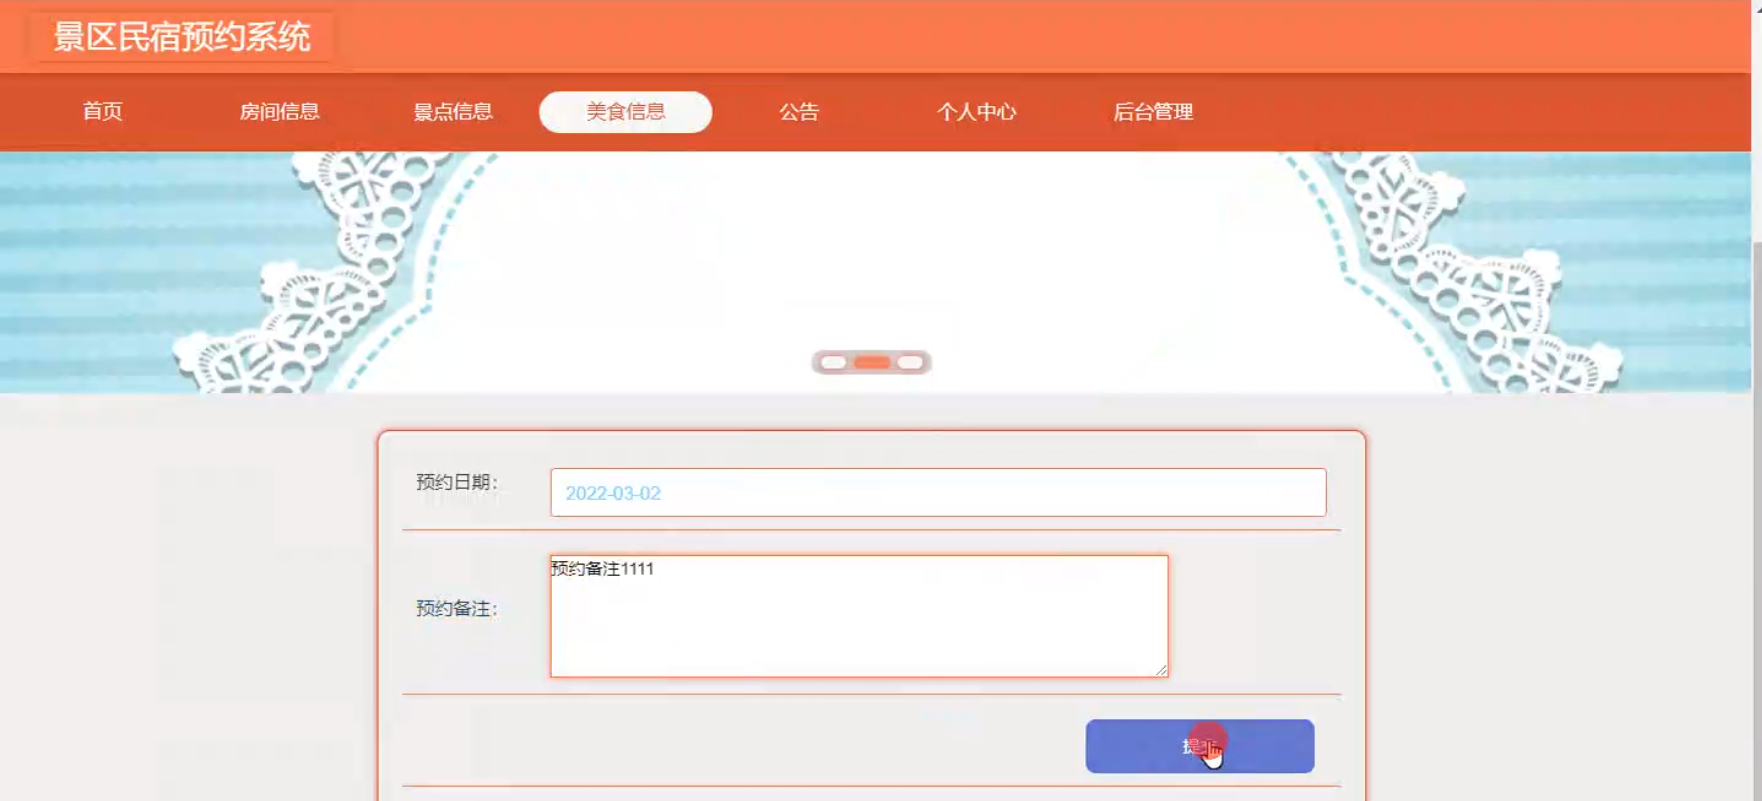 景区民宿预约系统
首页 房间信息 景点信息 美食信息 公告 个人中心 后台管理
预约日期：
2022-03-02
预约备注1111
预约备注：